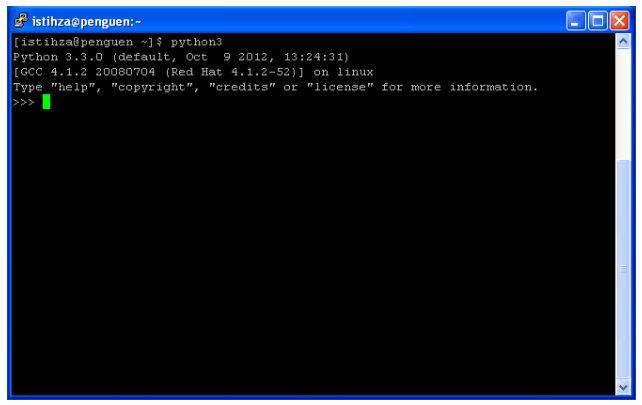 istihza@penguen:~
[istihza@penguen ~]$ python3
Python 3.3.0 (default, Oct  9 2012, 13:24:31)
[GCC 4.1.2 20080704 (Red Hat 4.1.2-52)] on linux
Type "help", "copyright", "credits" or "license" for more information.
>>>